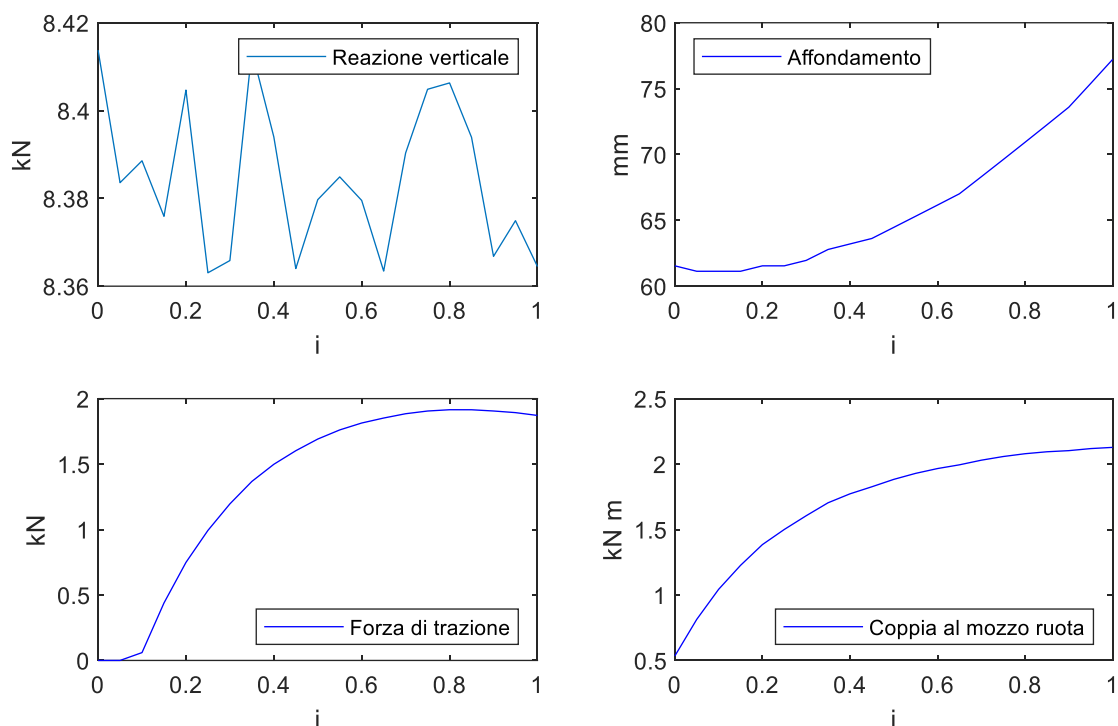 8.42
8.4
8.38
8.36
kN
Reazione verticale
0 0.2 0.4 0.6 0.8 1
i
80
75
70
65
60
mm
Affondamento
0 0.2 0.4 0.6 0.8 1
i
2
1.5
1
0.5
0
kN
Forza di trazione
0 0.2 0.4 0.6 0.8 1
i
2.5
2
1.5
1
0.5
kN m
Coppia al mozzo ruota
0 0.2 0.4 0.6 0.8 1
i